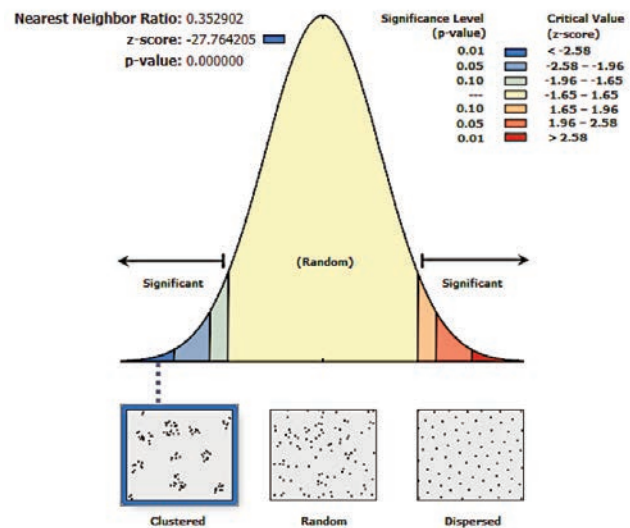 Nearest Neighbor Ratio: 0.352902
z-score: -27.764205
p-value: 0.000000
Significance Level (p-value) Critical Value (z-score)
0.01 < -2.58
0.05 -2.58 – -1.96
0.10 -1.96 – -1.65
--- -1.65 – 1.65
0.10 1.65 – 1.96
0.05 1.96 – 2.58
0.01 > 2.58
Significant (Random) Significant
Clustered Random Dispersed